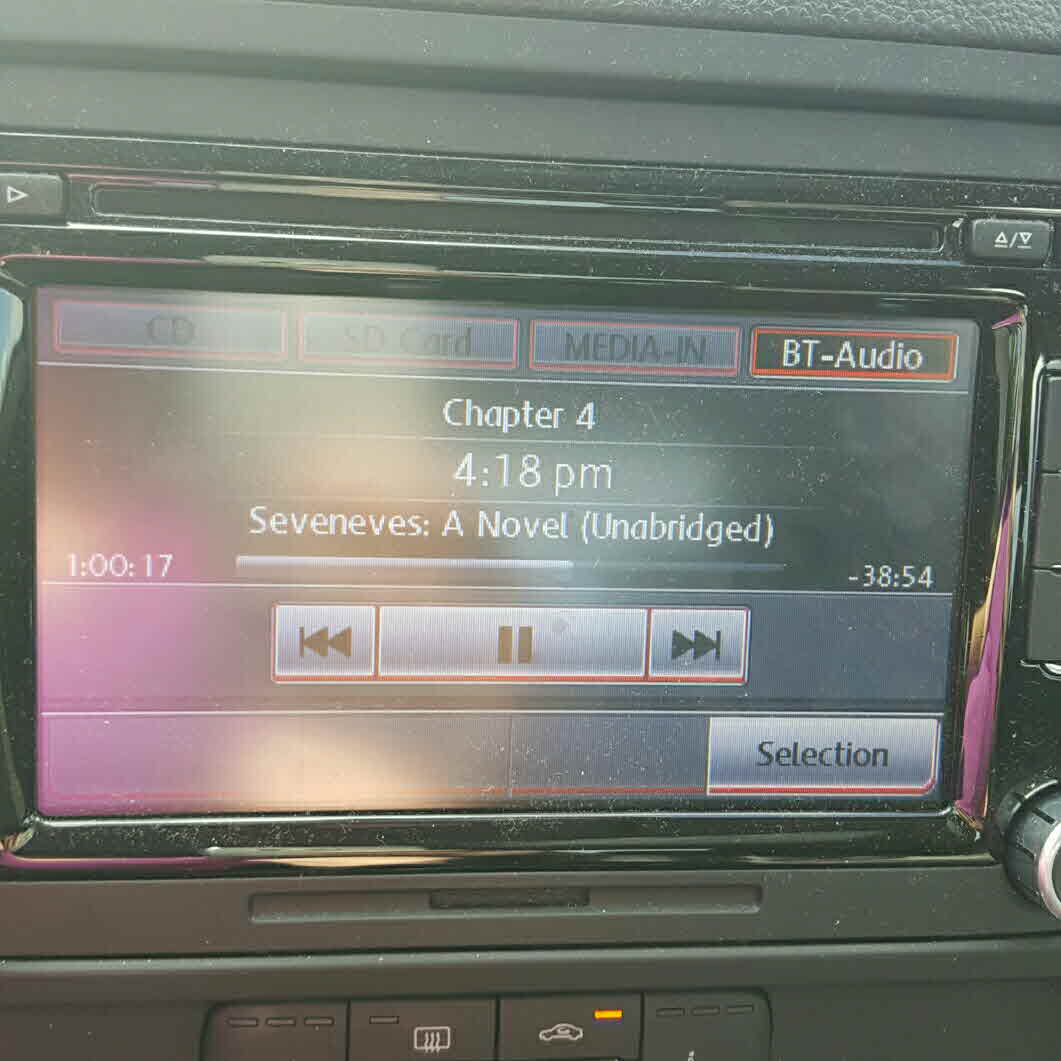 CD SD Card MEDIA-IN BT-Audio
Chapter 4
4:18 pm
Seveneves: A Novel (Unabridged)
1:00:17 -38:54
Selection